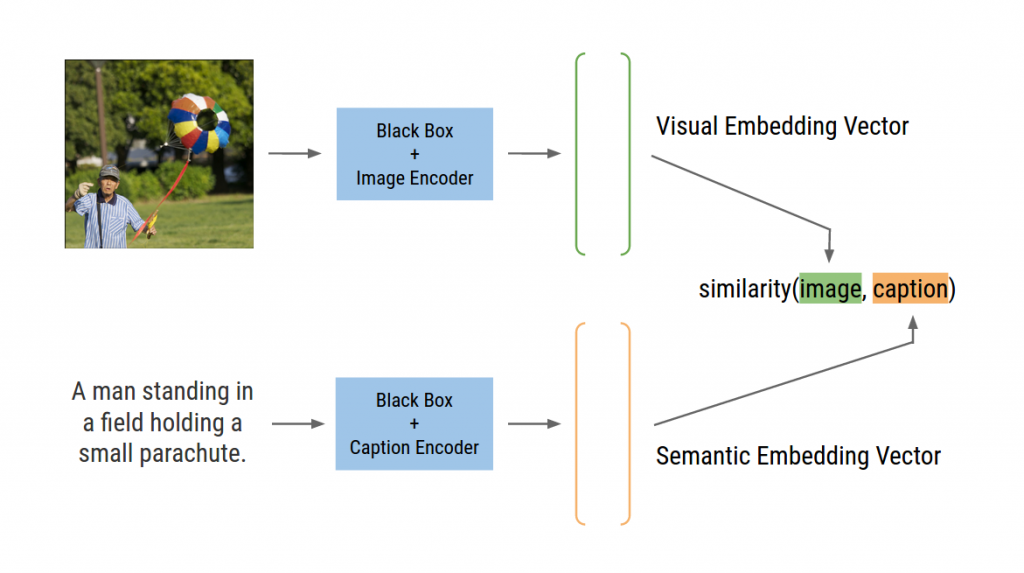 Black Box
+
Image Encoder
Visual Embedding Vector
similarity(image, caption)
A man standing in
a field holding a
small parachute.
Black Box
+
Caption Encoder
Semantic Embedding Vector